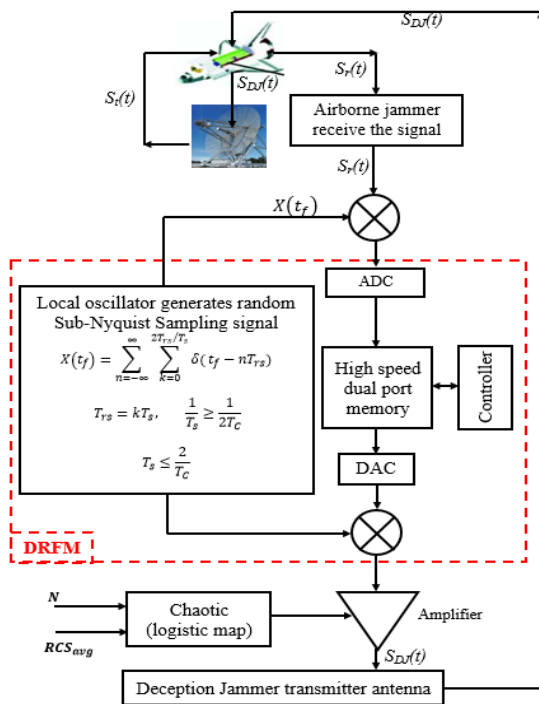 S_DJ(t)
S_t(t)
S_DJ(t)
S_r(t)
Airborne jammer
receive the signal
S_r(t)
X(t_f)
ADC
Local oscillator generates random
Sub-Nyquist Sampling signal
X(t_f) = ∑_{n=−∞}^{∞} ∑_{k=0}^{2T_rs/T_s} δ(t_f − nT_rs)
T_rs = kT_s, 1/T_s ≥ 1/2T_C
T_s ≤ 2/T_C
High speed
dual port
memory
Controller
DAC
DRFM
N
RCS_avg
Chaotic
(logistic map)
Amplifier
S_DJ(t)
Deception Jammer transmitter antenna